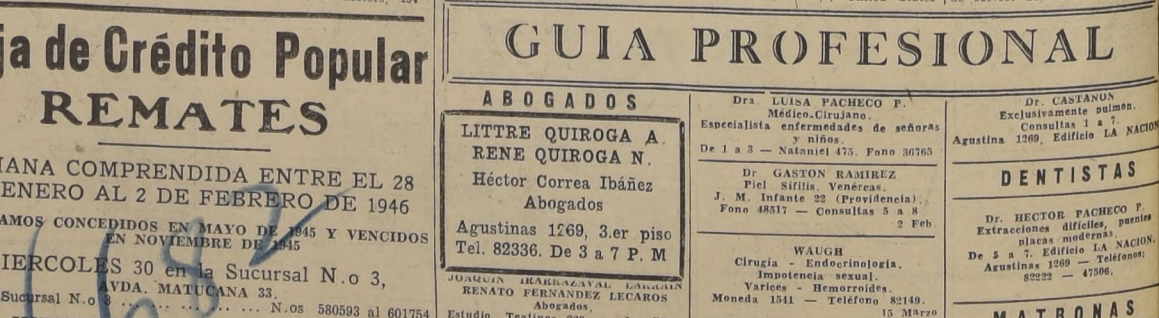 ja de Crédito Popular
REMATES
IANA COMPRENDIDA ENTRE EL 28
ENERO AL 2 DE FEBRERO DE 1946
AMOS CONCEDIDOS EN MAYO DE 1945 Y VENCIDOS
EN NOVIEMBRE DE 1945
IERCOLES 30 en la Sucursal N.o 3,
AVDA. MATUCANA 33.
Sucursal N.o 3 .. ... ... ... ... N.os 580593 al 601754
GUIA PROFESIONAL
ABOGADOS
LITTRE QUIROGA A.
RENE QUIROGA N.
Héctor Correa Ibáñez
Abogados
Agustinas 1269, 3.er piso
Tel. 82336. De 3 a 7 P. M
JOAQUIN IRARRAZAVAL LARRAIN
RENATO FERNANDEZ LECAROS
Abogados.
Estudio
Dra. LUISA PACHECO P.
Médico-Cirujano.
Especialista enfermedades de señoras
y niños.
De 1 a 3 — Nataniel 475. Fono 36765
Dr GASTON RAMIREZ
Piel Sífilis. Venéreas.
J. M. Infante 22 (Providencia).
Fono 48517 — Consultas 5 a 8
2 Feb
WAUGH
Cirugía - Endocrinología.
Impotencia sexual.
Varices - Hemorroides.
Moneda 1541 — Teléfono 82149.
15 Marzo
Dr. CASTAÑON
Exclusivamente pulmón.
Consultas 1 a 7.
Agustina 1269, Edificio LA NACION
DENTISTAS
Dr. HECTOR PACHECO P.
Extracciones difíciles, puentes
placas modernas.
De 5 a 7. Edificio LA NACION.
Agustinas 1269 — Teléfonos:
82222 — 47506.
MATRONAS